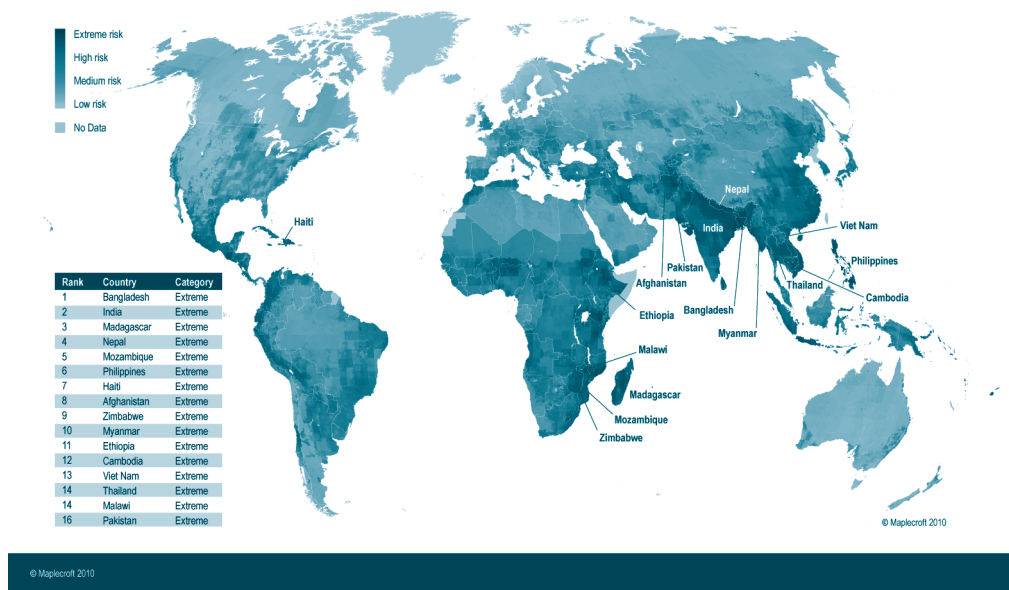 Extreme risk
High risk
Medium risk
Low risk
No Data
Haiti
Nepal
India
Viet Nam
Philippines
Pakistan
Afghanistan
Thailand
Cambodia
Bangladesh
Ethiopia
Myanmar
Malawi
Madagascar
Mozambique
Zimbabwe
Rank Country Category
1 Bangladesh Extreme
2 India Extreme
3 Madagascar Extreme
4 Nepal Extreme
5 Mozambique Extreme
6 Philippines Extreme
7 Haiti Extreme
8 Afghanistan Extreme
9 Zimbabwe Extreme
10 Myanmar Extreme
11 Ethiopia Extreme
12 Cambodia Extreme
13 Viet Nam Extreme
14 Thailand Extreme
14 Malawi Extreme
16 Pakistan Extreme
© Maplecroft 2010
© Maplecroft 2010